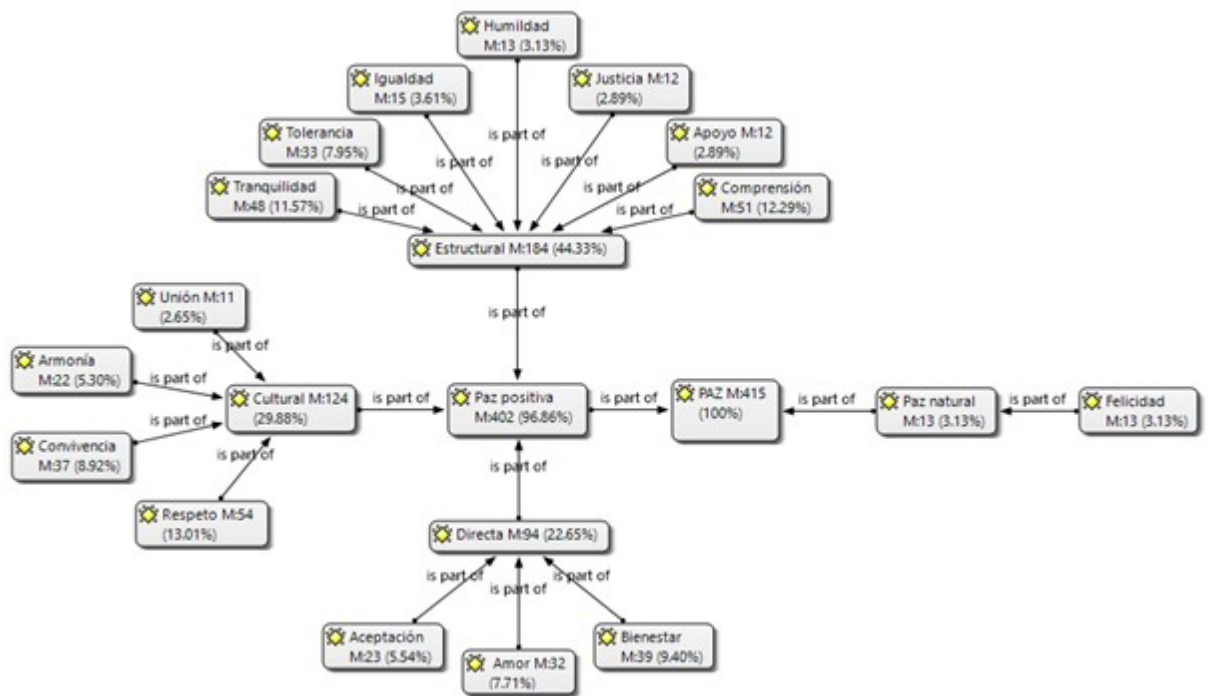 Humildad
M:13 (3.13%)
Igualdad
M:15 (3.61%)
Justicia M:12
(2.89%)
is part of
Tolerancia
M:33 (7.95%)
is part of
is part of
Apoyo M:12
(2.89%)
is part of
is part of
Tranquilidad
M:48 (11.57%)
is part of
is part of
Comprensión
M:51 (12.29%)
Estructural M:184 (44.33%)
is part of
Unión M:11
(2.65%)
is part of
Armonía
M:22 (5.30%)
is part of
Cultural M:124
(29.88%)
is part of
Paz positiva
M:402 (96.86%)
is part of
PAZ M:415
(100%)
is part of
Paz natural
M:13 (3.13%)
is part of
Felicidad
M:13 (3.13%)
Convivencia
M:37 (8.92%)
is part of
is part of
is part of
Respeto M:54
(13.01%)
Directa M:94 (22.65%)
is part of
is part of
is part of
Aceptación
M:23 (5.54%)
Amor M:32
(7.71%)
Bienestar
M:39 (9.40%)